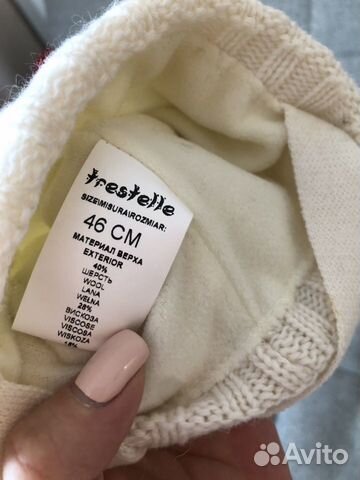 trestelle
SIZE\MISURA\ROZMIAR:
46 CM
МАТЕРИАЛ ВЕРХА
EXTERIOR
40%
ШЕРСТЬ
WOOL
LANA
WEŁNA
28%
ВИСКОЗА
VISCOSE
VISCOSA
WISKOZA
Avito